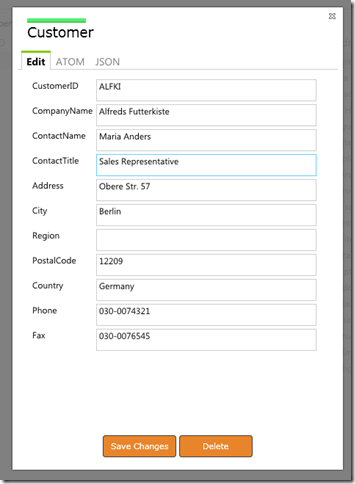 Customer
Edit ATOM JSON
CustomerID ALFKI
CompanyName Alfreds Futterkiste
ContactName Maria Anders
ContactTitle Sales Representative
Address Obere Str. 57
City Berlin
Region
PostalCode 12209
Country Germany
Phone 030-0074321
Fax 030-0076545
Save Changes Delete